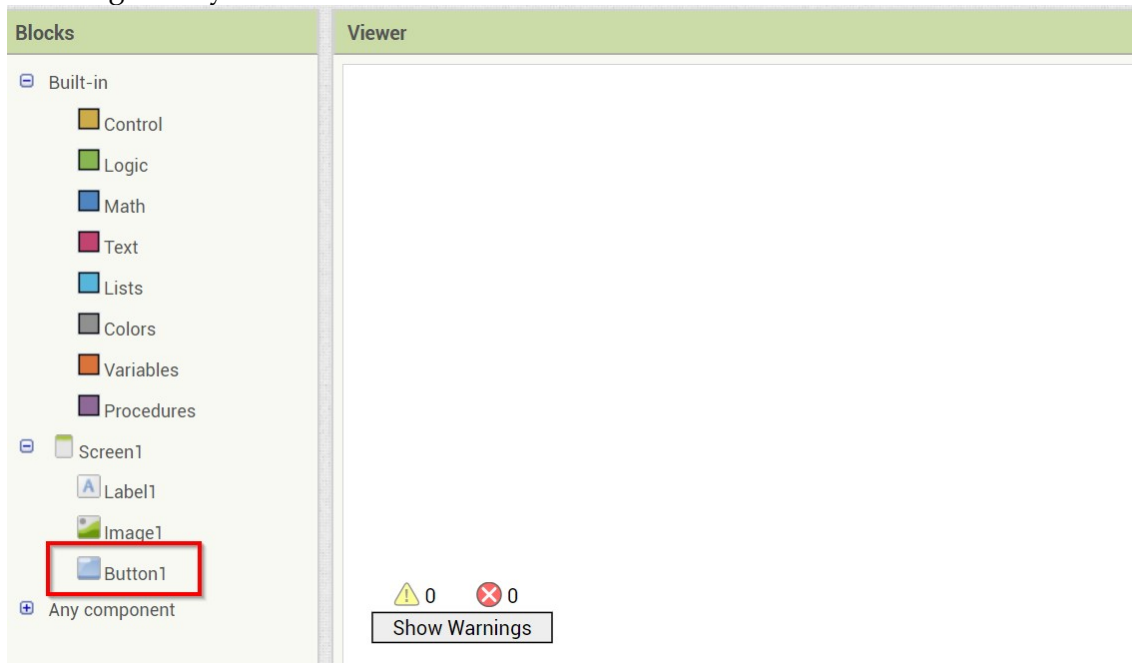 Blocks
Viewer
Built-in
Control
Logic
Math
Text
Lists
Colors
Variables
Procedures
Screen1
A Label1
Image1
Button1
Any component
0 0
Show Warnings